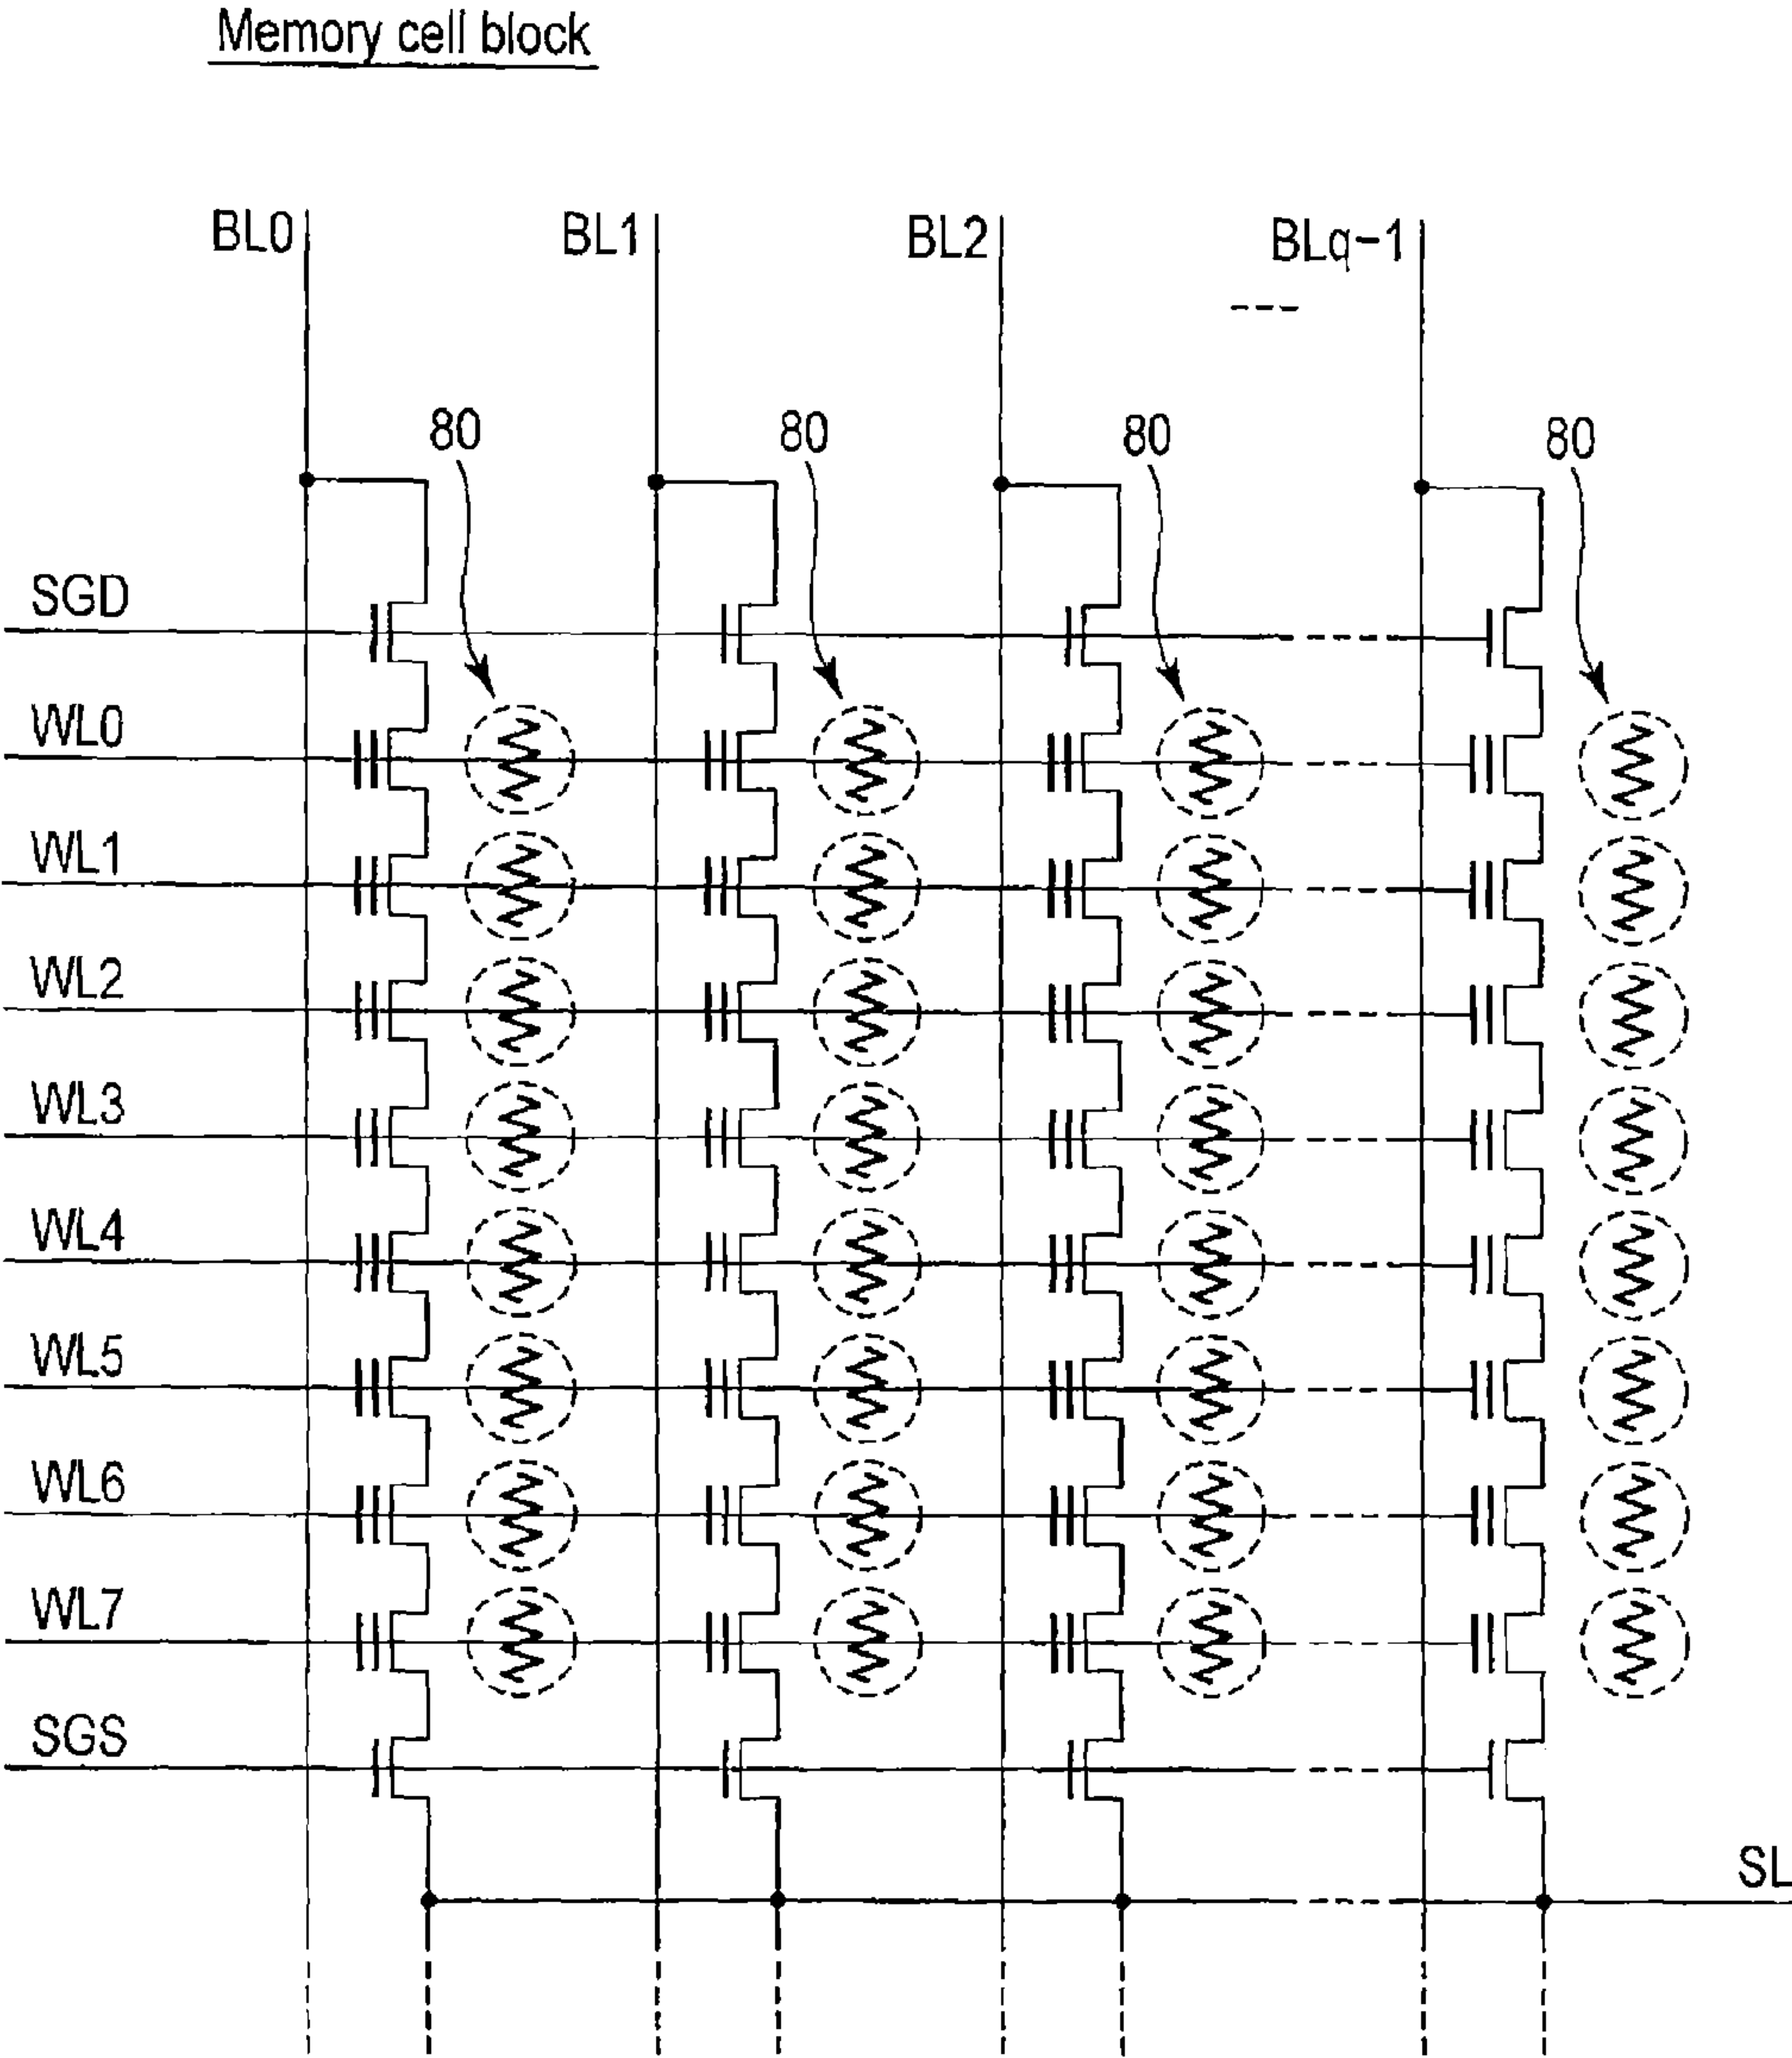 Memory cell block
BL0 BL1 BL2 BLq-1
80 80 80 80
SGD
WL0
WL1
WL2
WL3
WL4
WL5
WL6
WL7
SGS
SL